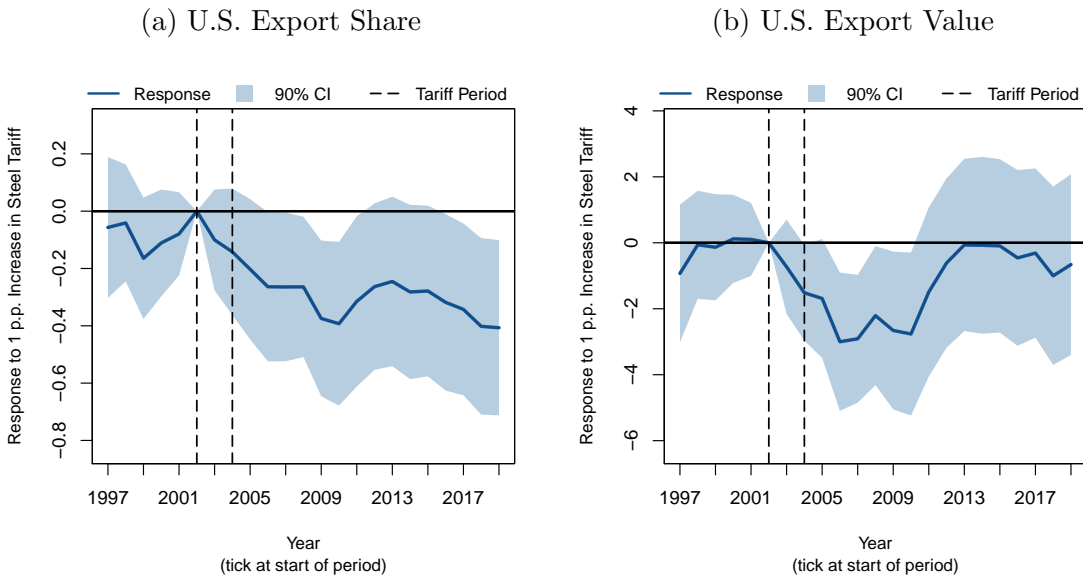 (a) U.S. Export Share
Response 90% CI Tariff Period
Response to 1 p.p. Increase in Steel Tariff
0.2
0.0
−0.2
−0.4
−0.6
−0.8
1997 2001 2005 2009 2013 2017
Year
(tick at start of period)
(b) U.S. Export Value
Response 90% CI Tariff Period
Response to 1 p.p. Increase in Steel Tariff
4
2
0
−2
−4
−6
1997 2001 2005 2009 2013 2017
Year
(tick at start of period)